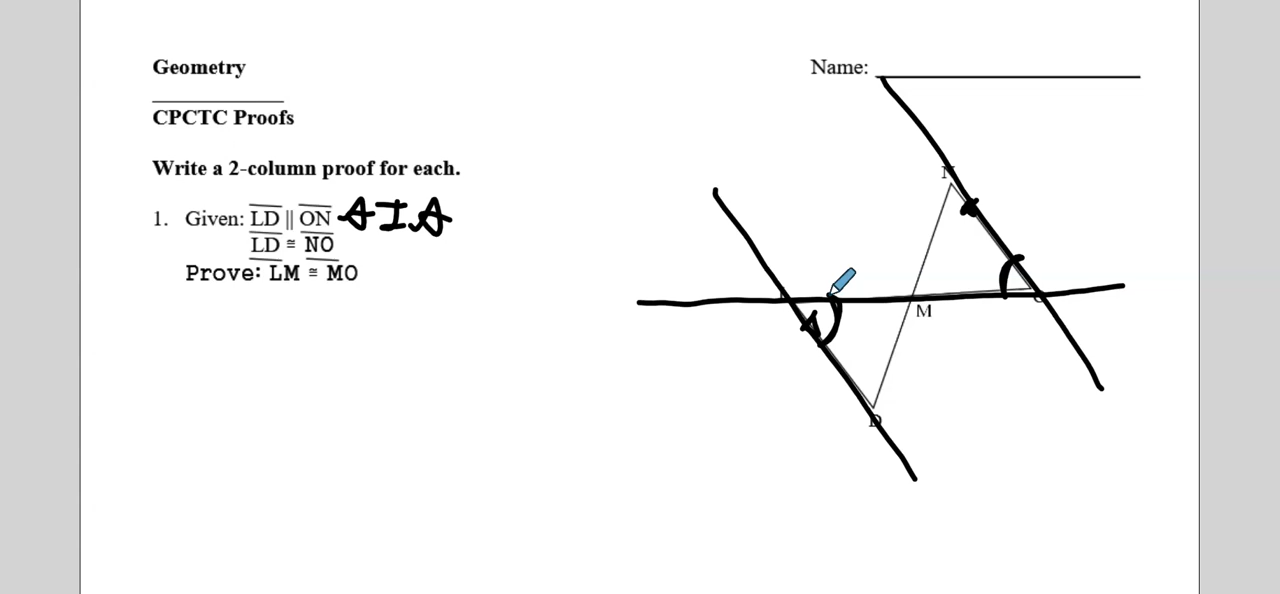 Geometry
Name:
CPCTC Proofs
Write a 2-column proof for each.
1. Given: LD || ON AIA
LD ≅ NO
Prove: LM ≅ MO
N
M
D